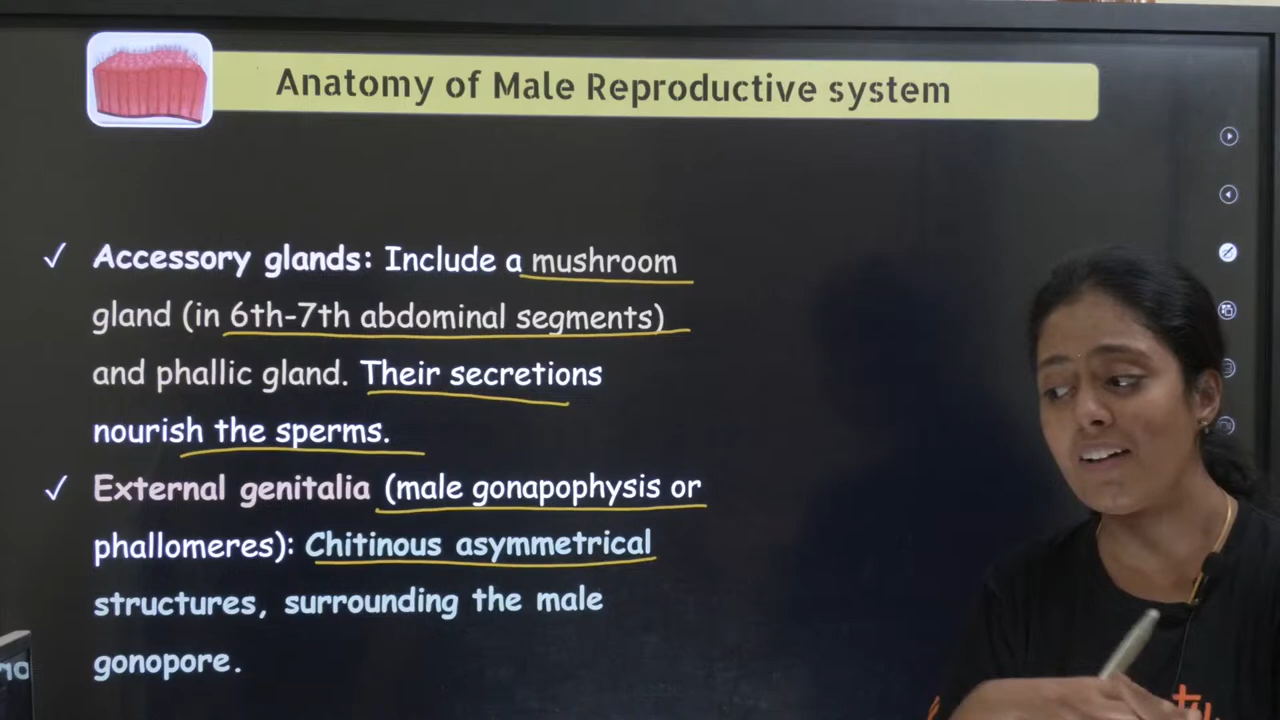 Anatomy of Male Reproductive system
✓ Accessory glands: Include a mushroom
gland (in 6th-7th abdominal segments)
and phallic gland. Their secretions
nourish the sperms.
✓ External genitalia (male gonapophysis or
phallomeres): Chitinous asymmetrical
structures, surrounding the male
gonopore.